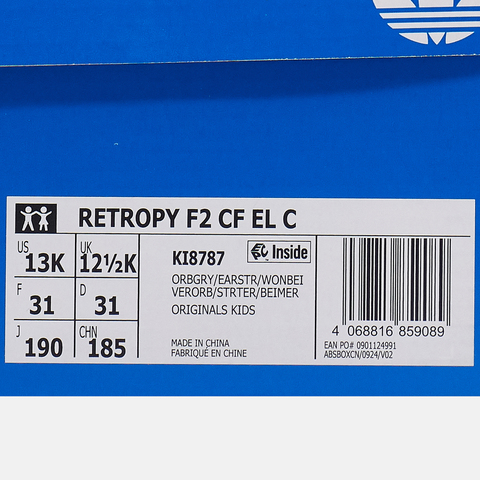 RETROPY F2 CF EL C
US 13K UK 12½K
F 31 D 31
J 190 CHN 185
KI8787 Inside
ORBGRY/EARSTR/WONBEI
VERORB/STRTER/BEIMER
ORIGINALS KIDS
MADE IN CHINA
FABRIQUÉ EN CHINE
4 068816 859089
EAN PO# 0901124991
ABSBOXCN/0924/V02